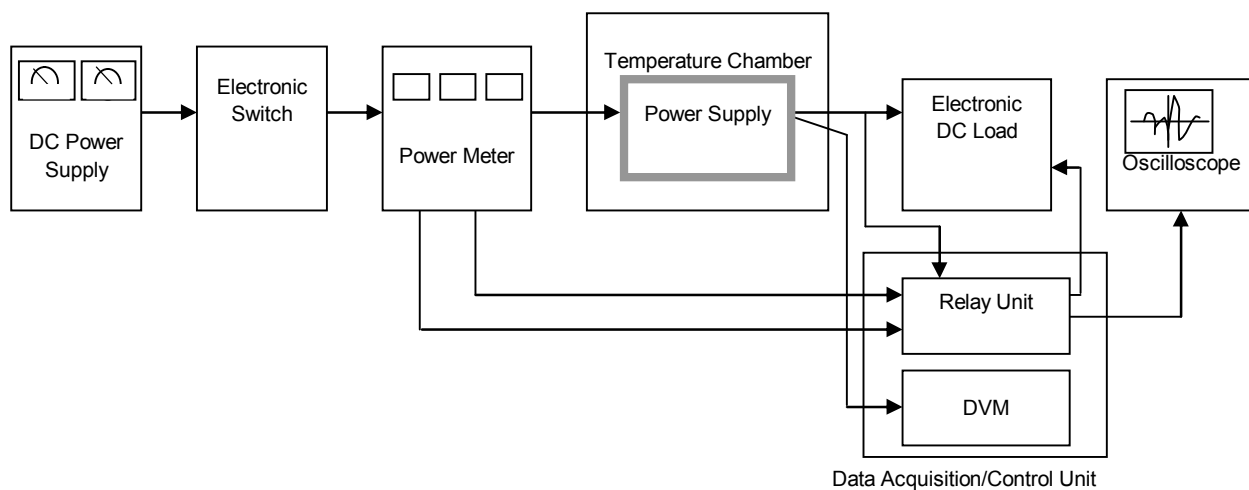 DC Power
Supply
Electronic
Switch
Power Meter
Temperature Chamber
Power Supply
Electronic
DC Load
Oscilloscope
Relay Unit
DVM
Data Acquisition/Control Unit